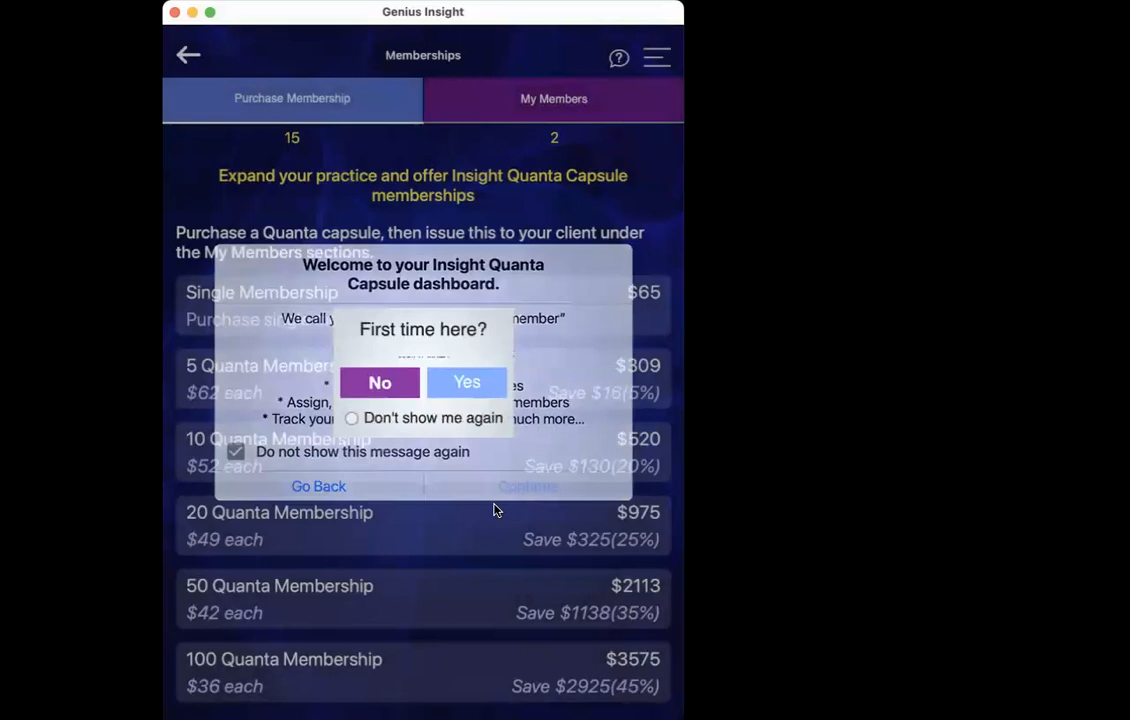 Genius Insight
Memberships
Purchase Membership
My Members
15
2
Expand your practice and offer Insight Quanta Capsule
memberships
Purchase a Quanta capsule, then issue this to your client under
the My Members sections.
Welcome to your Insight Quanta
Capsule dashboard.
Single Membership
$65
Purchase
We call
First time here?
No
Yes
Don't show me again
5 Quanta
$309
$62 each
Save $16(5%)
* Assign,
members
* Track your
much more...
10 Quanta Membership
$520
$52 each
Save $130(20%)
Do not show this message again
Go Back
Continue
20 Quanta Membership
$975
$49 each
Save $325(25%)
50 Quanta Membership
$2113
$42 each
Save $1138(35%)
100 Quanta Membership
$3575
$36 each
Save $2925(45%)